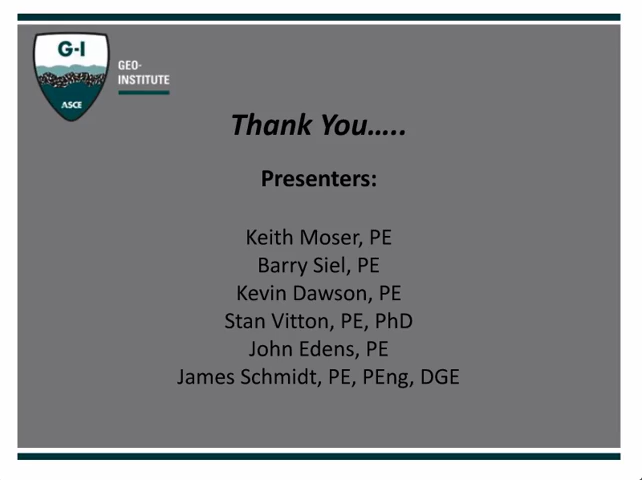 G-I
ASCE
GEO-
INSTITUTE
Thank You…..
Presenters:
Keith Moser, PE
Barry Siel, PE
Kevin Dawson, PE
Stan Vitton, PE, PhD
John Edens, PE
James Schmidt, PE, PEng, DGE